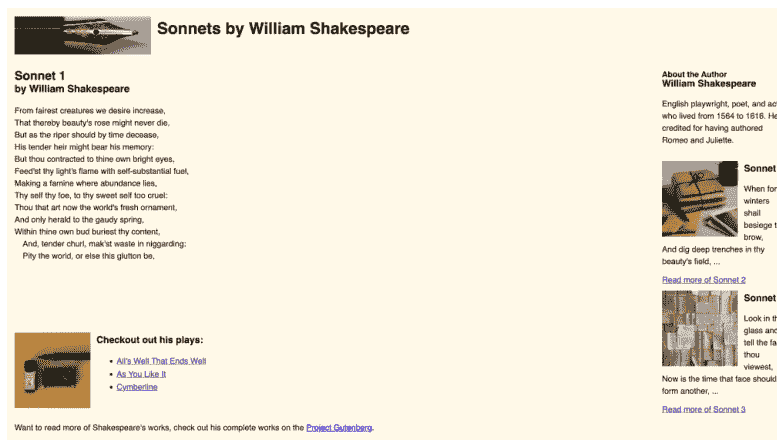 Sonnets by William Shakespeare
Sonnet 1
by William Shakespeare
From fairest creatures we desire increase,
That thereby beauty's rose might never die,
But as the riper should by time decease,
His tender heir might bear his memory:
But thou contracted to thine own bright eyes,
Feed'st thy light's flame with self-substantial fuel,
Making a famine where abundance lies,
Thy self thy foe, to thy sweet self too cruel:
Thou that art now the world's fresh ornament,
And only herald to the gaudy spring,
Within thine own bud buriest thy content,
And, tender churl, mak'st waste in niggarding:
Pity the world, or else this glutton be,
Checkout out his plays:
All's Well That Ends Well
As You Like It
Cymberline
Want to read more of Shakespeare's works, check out his complete works on the Project Gutenberg.
About the Author
William Shakespeare
English playwright, poet, and
who lived from 1564 to 1616.
credited for having authored
Romeo and Juliette.
Sonnet
When
winters
shall
besiege
brow,
And dig deep trenches in thy
beauty's field, ...
Read more of Sonnet 2
Sonnet
Look in
glass and
tell the
thou
viewest,
Now is the time that face should
form another, ...
Read more of Sonnet 3